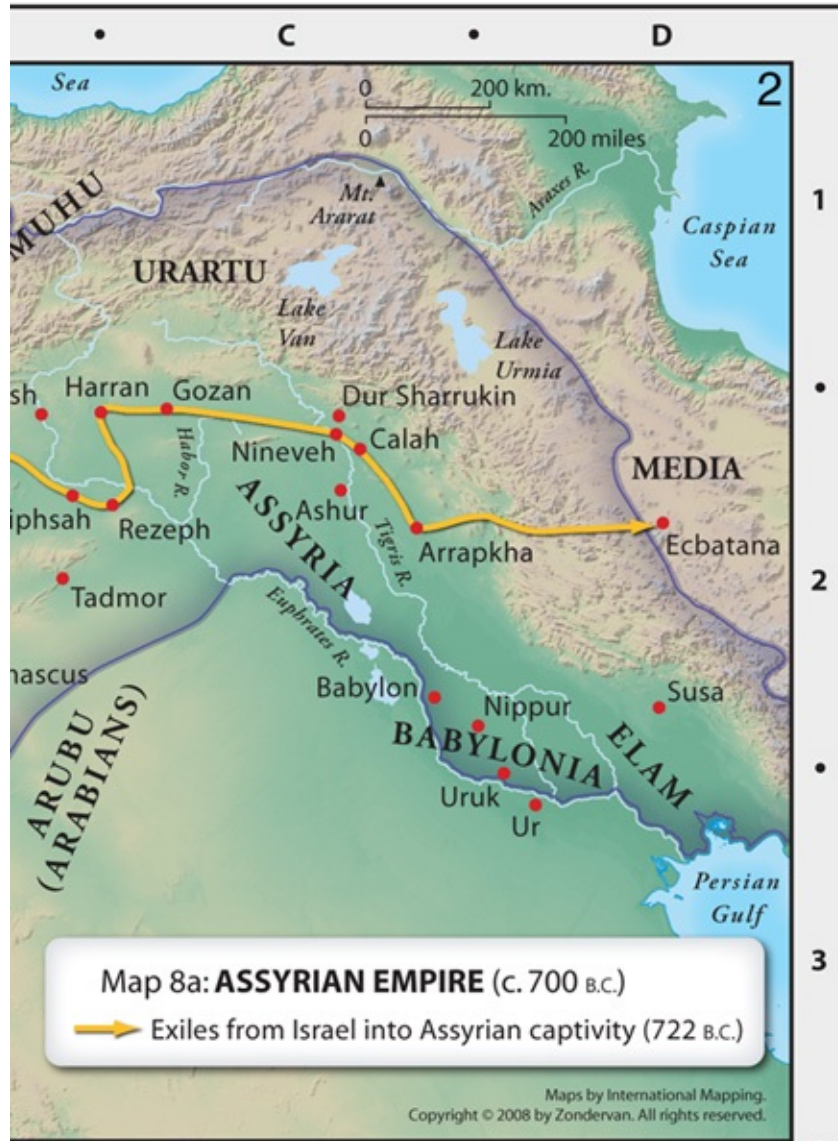 C
D
Sea
0 200 km.
0 200 miles
2
1
MUHU
Mt.
Ararat
Araxes R.
Caspian
Sea
URARTU
Lake
Van
Lake
Urmia
sh
Harran
Gozan
Dur Sharrukin
Habor R.
Nineveh
Calah
MEDIA
iphsah
Rezeph
ASSYRIA
Ashur
Tigris R.
Arrapkha
Ecbatana
2
Tadmor
Euphrates R.
nascus
Babylon
Nippur
Susa
BABYLONIA
ELAM
ARUBU
(ARABIANS)
Uruk
Ur
Persian
Gulf
3
Map 8a: ASSYRIAN EMPIRE (c. 700 B.C.)
Exiles from Israel into Assyrian captivity (722 B.C.)
Maps by International Mapping.
Copyright © 2008 by Zondervan. All rights reserved.